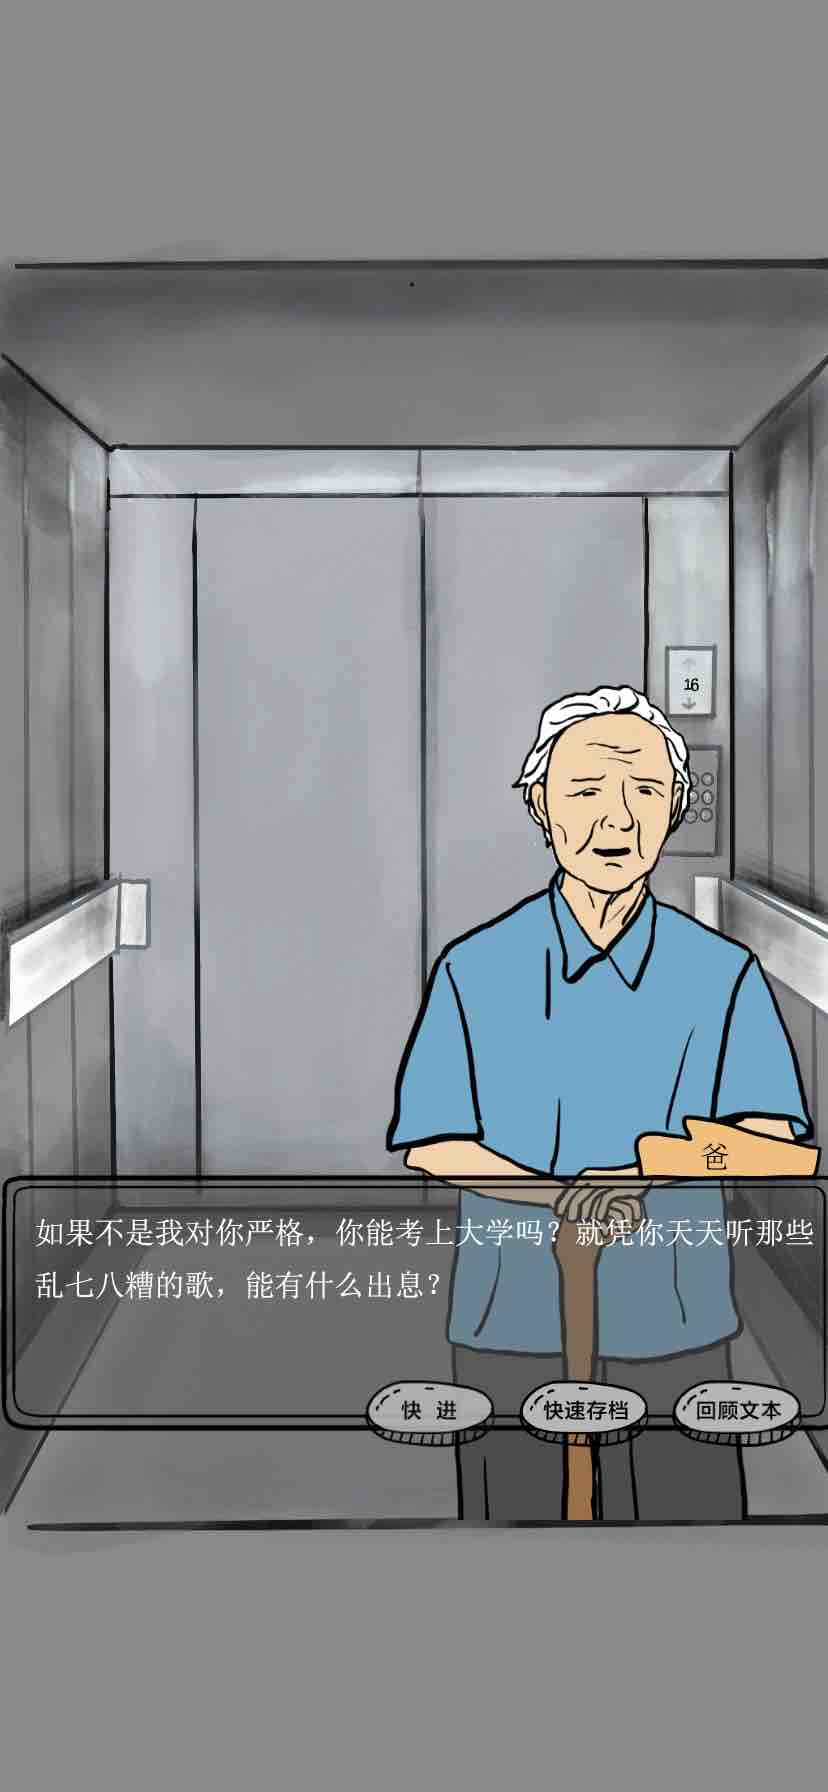 16
爸
如果不是我对你严格，你能考上大学吗？就凭你天天听那些
乱七八糟的歌，能有什么出息？
快 进
快速存档
回顾文本